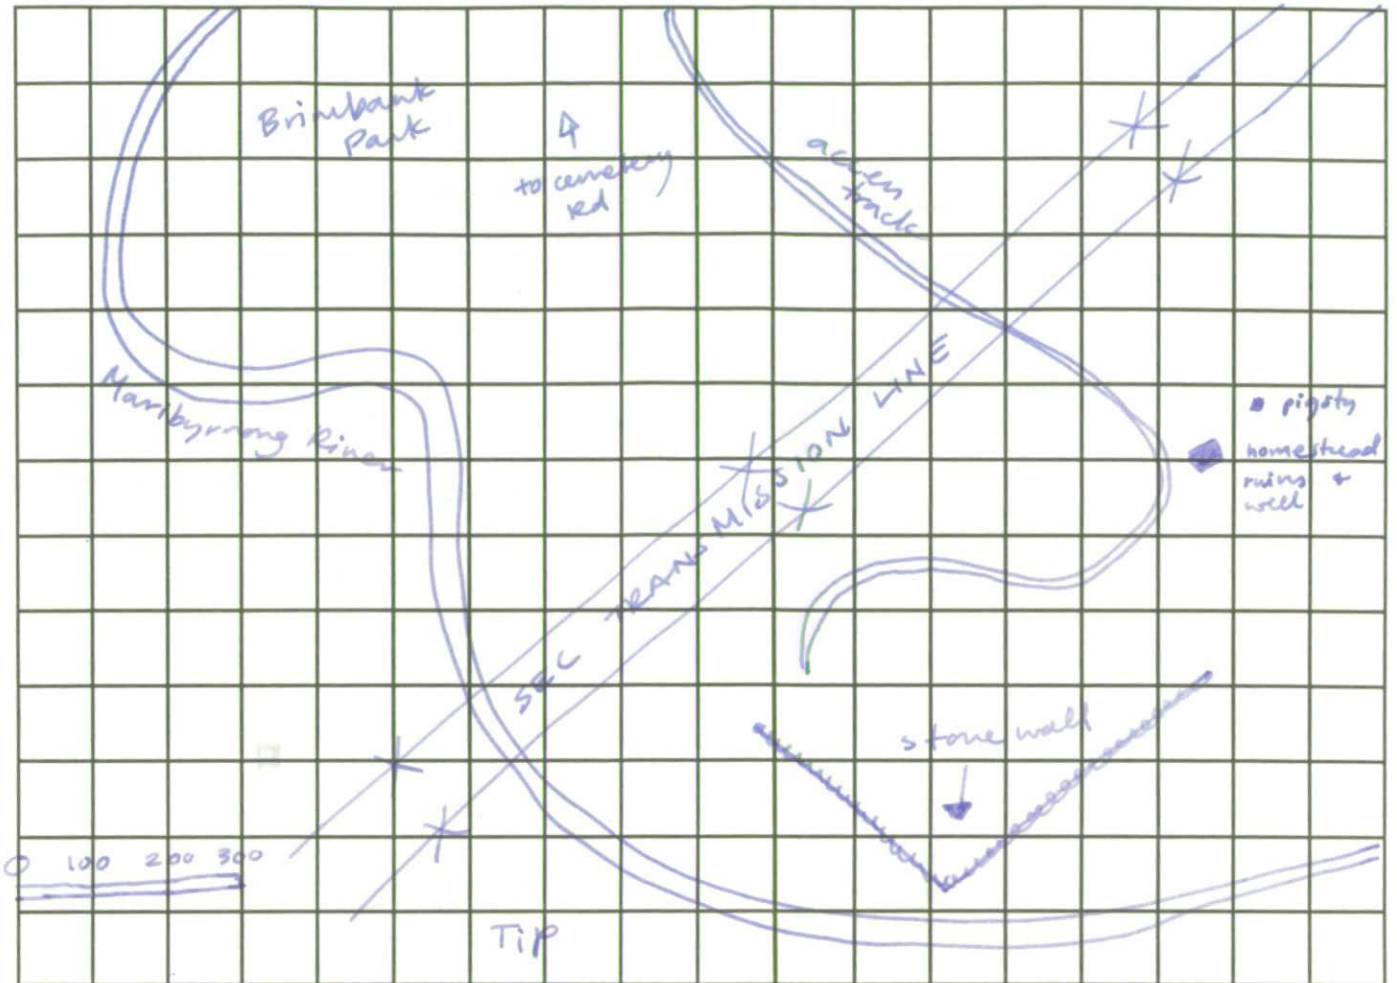 Brimbank
Park
to cemetery
Rd
access
track
Maribyrnong River
SEC TRANSMISSION LINE
pigsty
homestead
ruins +
well
stone wall
0 100 200 300
Tip